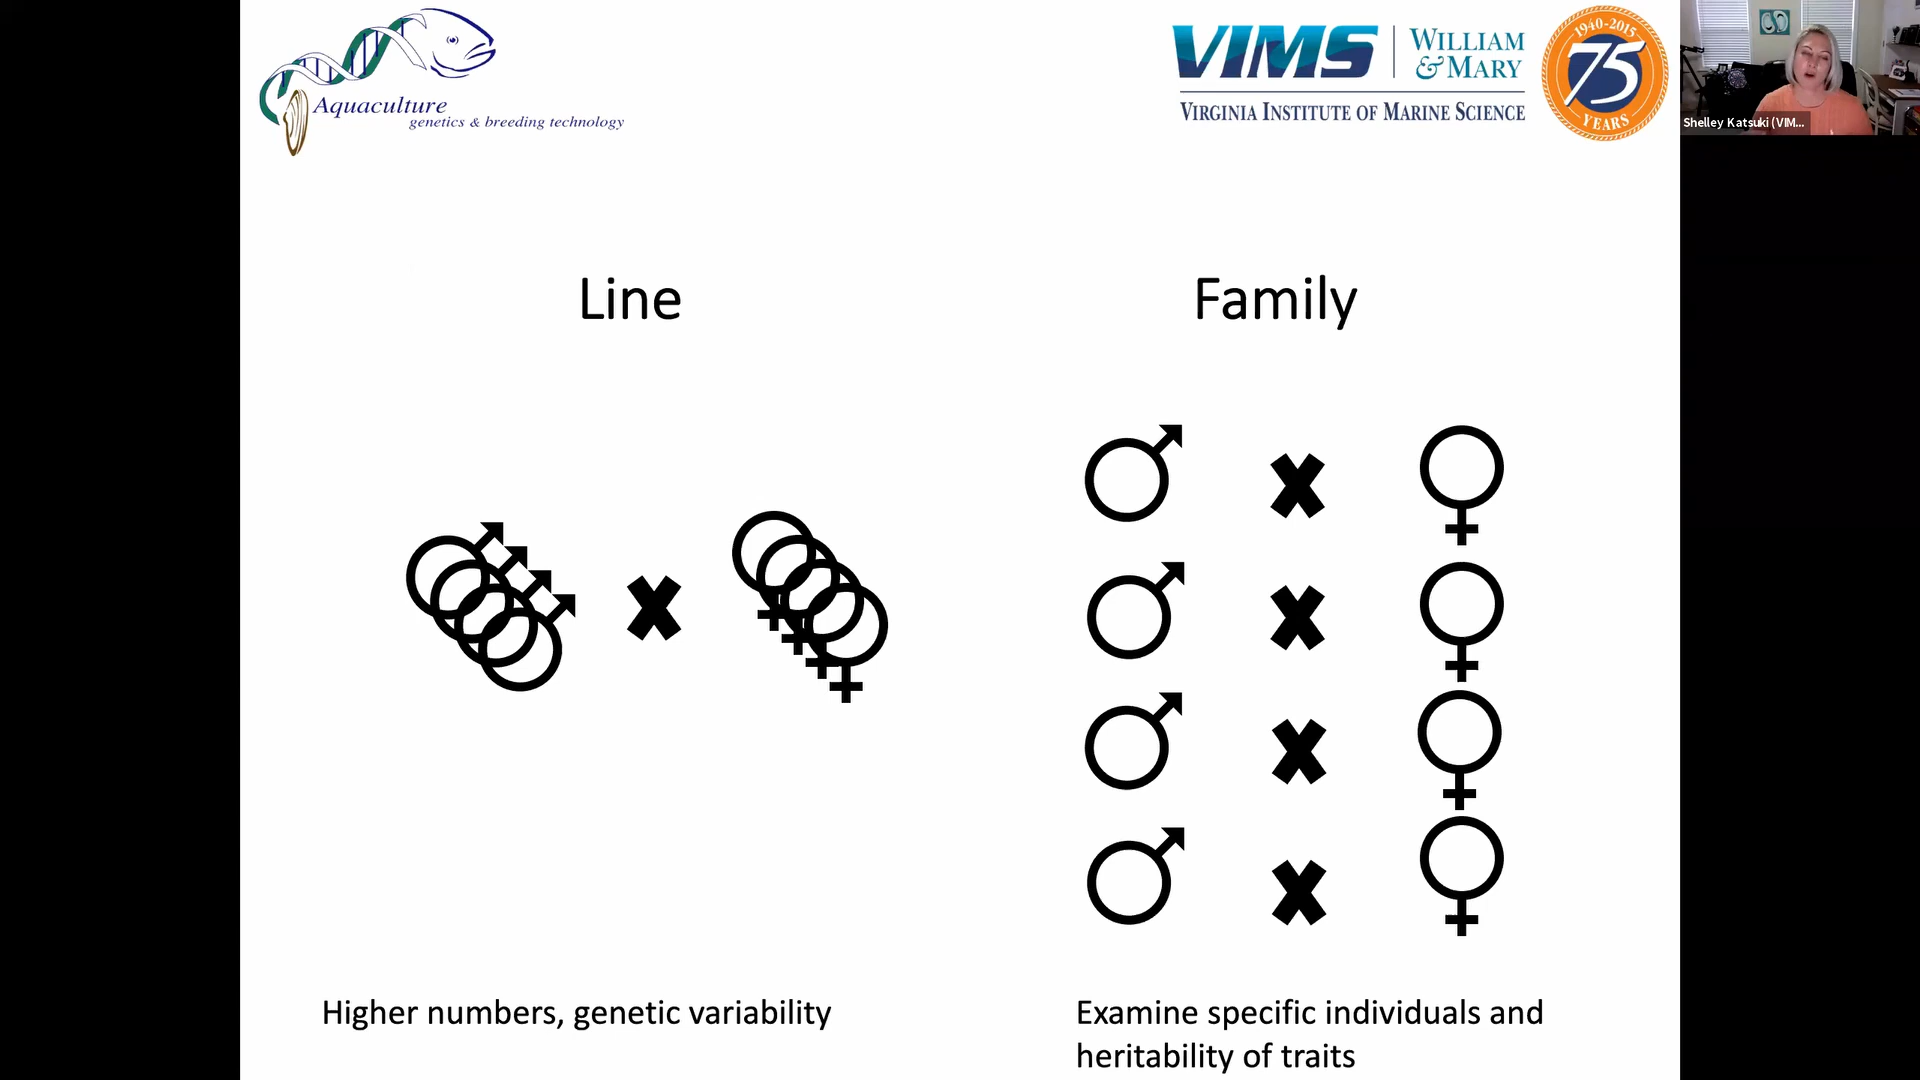 Aquaculture
genetics & breeding technology
VIMS
WILLIAM
& MARY
VIRGINIA INSTITUTE OF MARINE SCIENCE
1940-2015
75
YEARS
Shelley Katsuki (VIM...
Line
Family
Higher numbers, genetic variability
Examine specific individuals and
heritability of traits